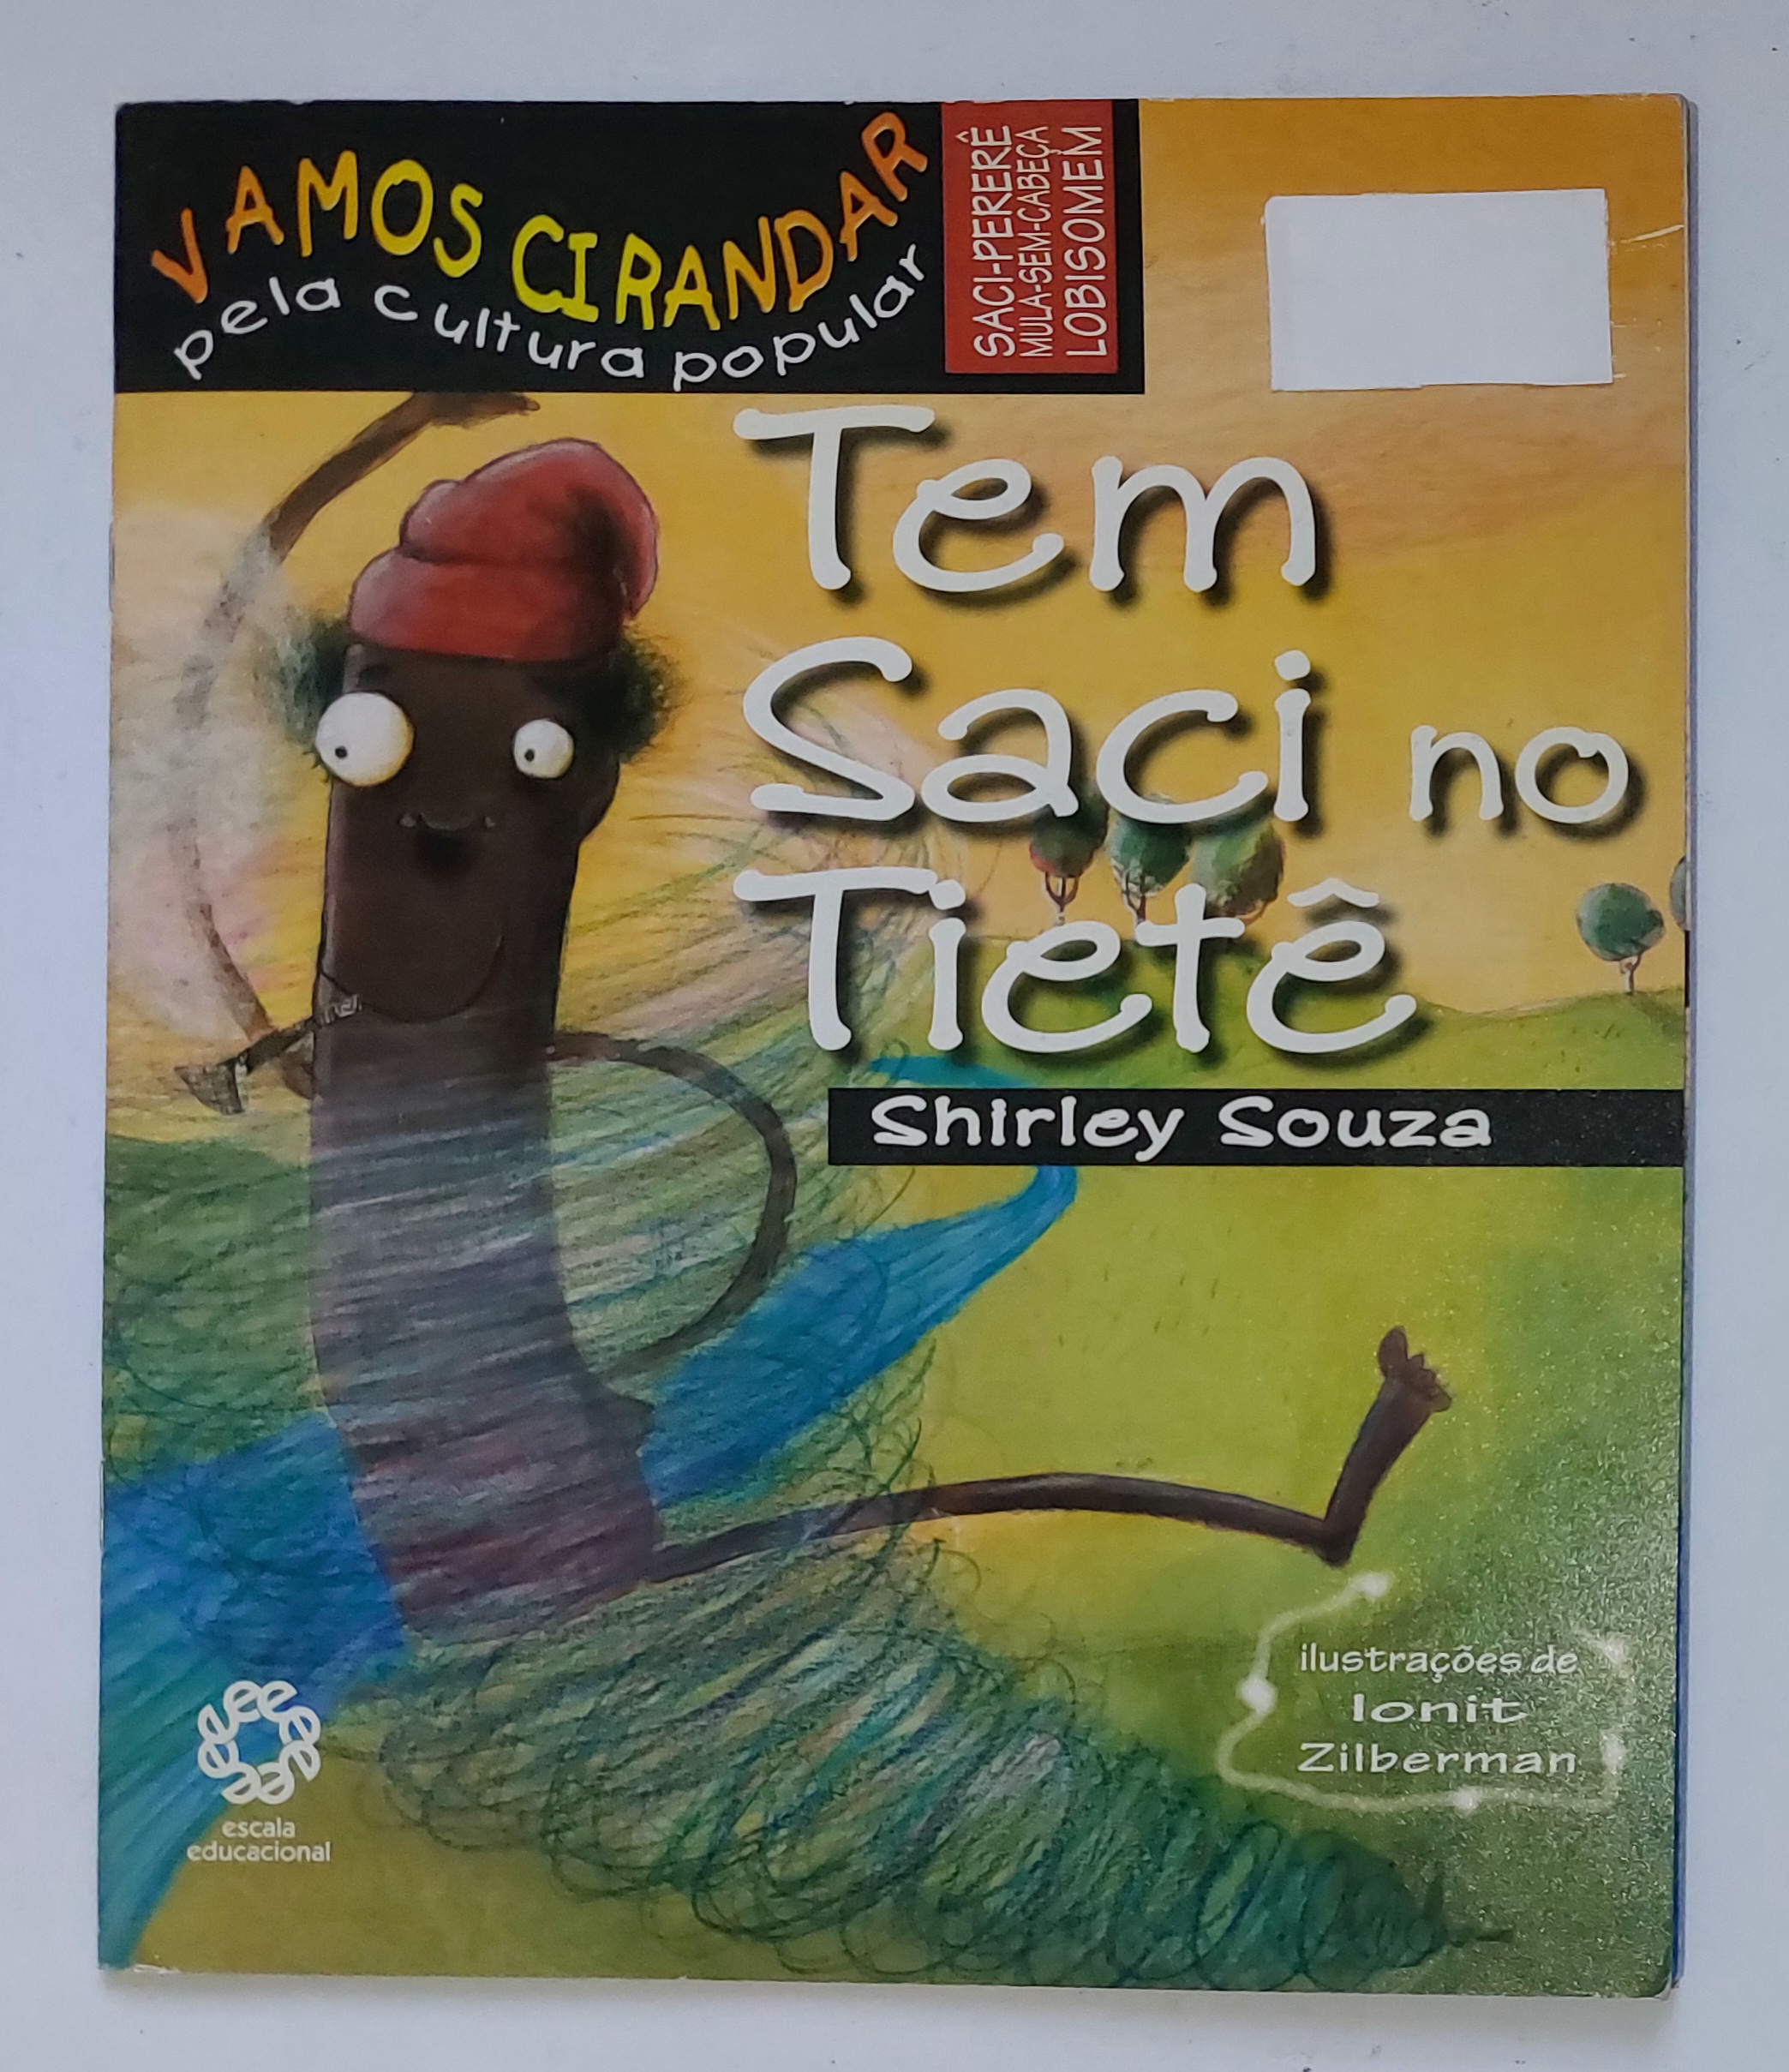 VAMOS CIRANDAR
pela cultura popular
SACI-PERERÊ
MULA-SEM-CABEÇA
LOBISOMEM
Tem
Saci no
Tietê
Shirley Souza
ilustrações de
Ionit
Zilberman
escala
educacional